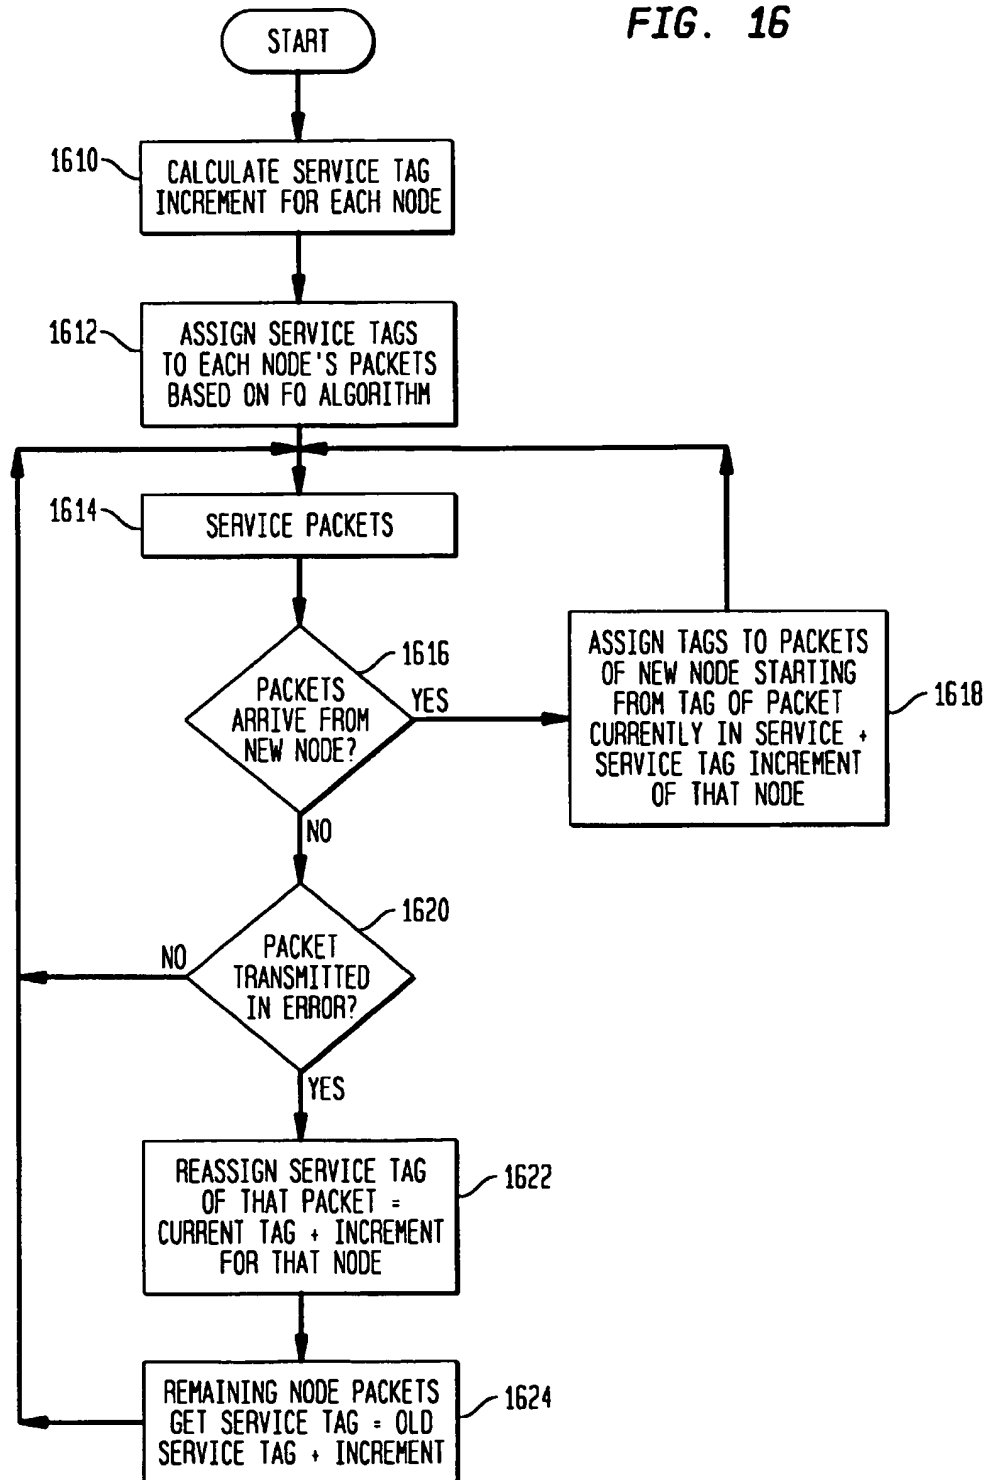 FIG. 16
START
1610
CALCULATE SERVICE TAG
INCREMENT FOR EACH NODE
1612
ASSIGN SERVICE TAGS
TO EACH NODE'S PACKETS
BASED ON FQ ALGORITHM
1614
SERVICE PACKETS
1616
PACKETS
ARRIVE FROM
NEW NODE?
YES
ASSIGN TAGS TO PACKETS
OF NEW NODE STARTING
FROM TAG OF PACKET
CURRENTLY IN SERVICE +
SERVICE TAG INCREMENT
OF THAT NODE
1618
NO
1620
PACKET
TRANSMITTED
IN ERROR?
NO
YES
REASSIGN SERVICE TAG
OF THAT PACKET =
CURRENT TAG + INCREMENT
FOR THAT NODE
1622
REMAINING NODE PACKETS
GET SERVICE TAG = OLD
SERVICE TAG + INCREMENT
1624